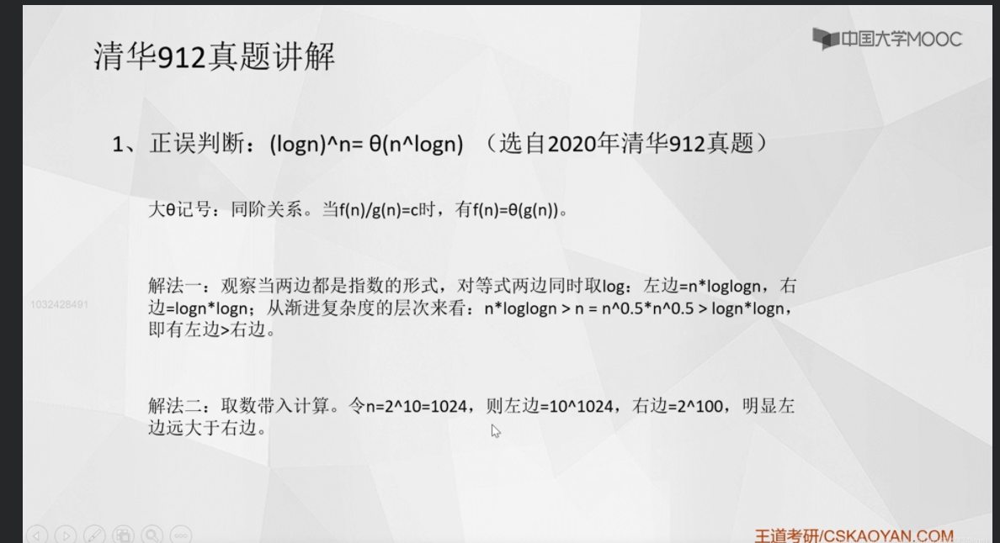 中国大学MOOC
清华912真题讲解
1、正误判断：(logn)^n= θ(n^logn) （选自2020年清华912真题）
大θ记号：同阶关系。当f(n)/g(n)=c时，有f(n)=θ(g(n))。
解法一：观察当两边都是指数的形式，对等式两边同时取log：左边=n*loglogn，右
边=logn*logn；从渐进复杂度的层次来看：n*loglogn > n = n^0.5*n^0.5 > logn*logn，
1032428491
即有左边>右边。
解法二：取数带入计算。令n=2^10=1024，则左边=10^1024，右边=2^100，明显左
边远大于右边。
王道考研/CSKAOYAN.COM